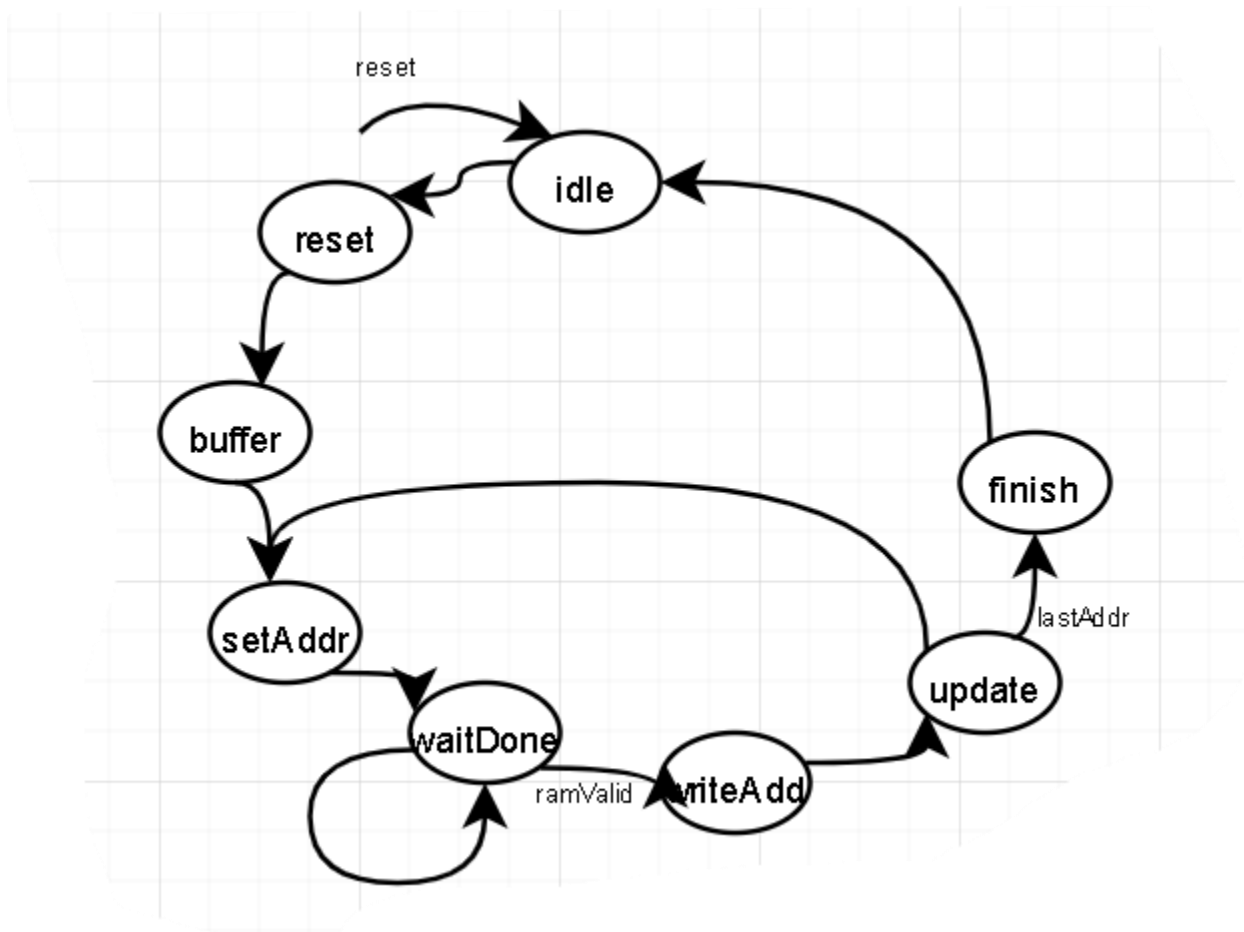 reset
idle
reset
buffer
finish
setAddr
lastAddr
update
waitDone
ramValid
writeAdd